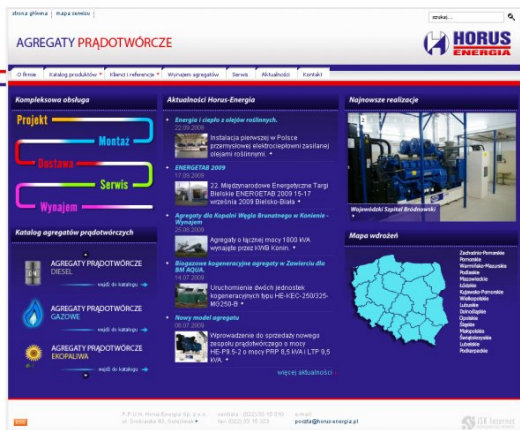 strona główna | mapa serwisu |
szukaj...
AGREGATY PRĄDOTWÓRCZE
HORUS
ENERGIA
O firmie
Katalog produktów
Klienci i referencje
Wynajem agregatów
Serwis
Aktualności
Kontakt
Kompleksowa obsługa
Projekt
Montaż
Dostawa
Serwis
Wynajem
Katalog agregatów prądotwórczych
AGREGATY PRĄDOTWÓRCZE
DIESEL
wejdź do katalogu
AGREGATY PRĄDOTWÓRCZE
GAZOWE
wejdź do katalogu
AGREGATY PRĄDOTWÓRCZE
EKOPALIWA
wejdź do katalogu
Aktualności Horus-Energia
Energia i ciepło z olejów roślinnych.
22.09.2009
Instalacja pierwszej w Polsce
przemysłowej elektrociepłowni zasilanej
olejami roślinnymi.
ENERGETAB 2009
17.09.2009
22. Międzynarodowe Energetyczne Targi
Bielskie ENERGETAB 2009 15-17
września 2009 Bielsko-Biała
Agregaty dla Kopalni Węgla Brunatnego w Koninie -
Wynajem
25.08.2009
Agregaty o łącznej mocy 1800 kVA
wynajęte przez KWB Konin.
Biogazowe kogeneracyjne agregaty w Zawierciu dla
BM AQUA.
14.07.2009
Uruchomienie dwóch jednostek
kogeneracyjnych typu HE-KEC-250/325-
MG250-B
Nowy model agregatu
06.07.2009
Wprowadzenie do sprzedaży nowego
zespołu prądotwórczego o mocy
HE-P9.5-2 o mocy PRP 8,5 kVA i LTP 9,5
kVA.
więcej aktualności
Najnowsze realizacje
Wojewódzki Szpital Bródnowski
Mapa wdrożeń
Zachodnio-Pomorskie
Pomorskie
Warmińsko-Mazurskie
Podlaskie
Mazowieckie
Łódzkie
Kujawsko-Pomorskie
Wielkopolskie
Lubuskie
Dolnośląskie
Opolskie
Śląskie
Małopolskie
Świętokrzyskie
Lubelskie
Podkarpackie
P.P.U.H. Horus-Energia Sp. z o.o.
e-mail:
poczta@horus-energia.pl
JSK Internet